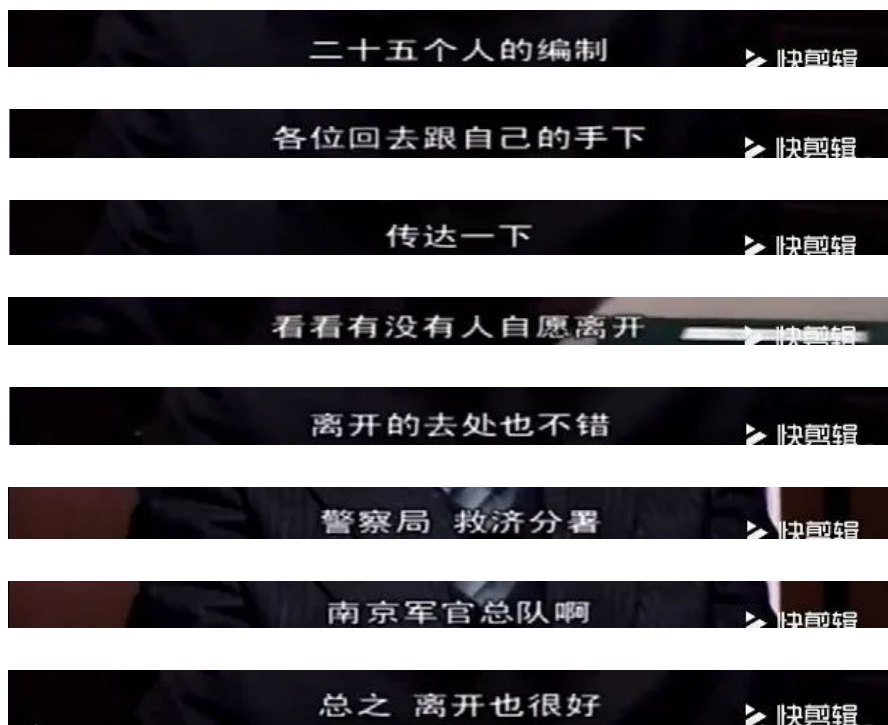 二十五个人的编制
快剪辑
各位回去跟自己的手下
快剪辑
传达一下
快剪辑
看看有没有人自愿离开
快剪辑
离开的去处也不错
快剪辑
警察局 救济分署
快剪辑
南京军官总队啊
快剪辑
总之 离开也很好
快剪辑